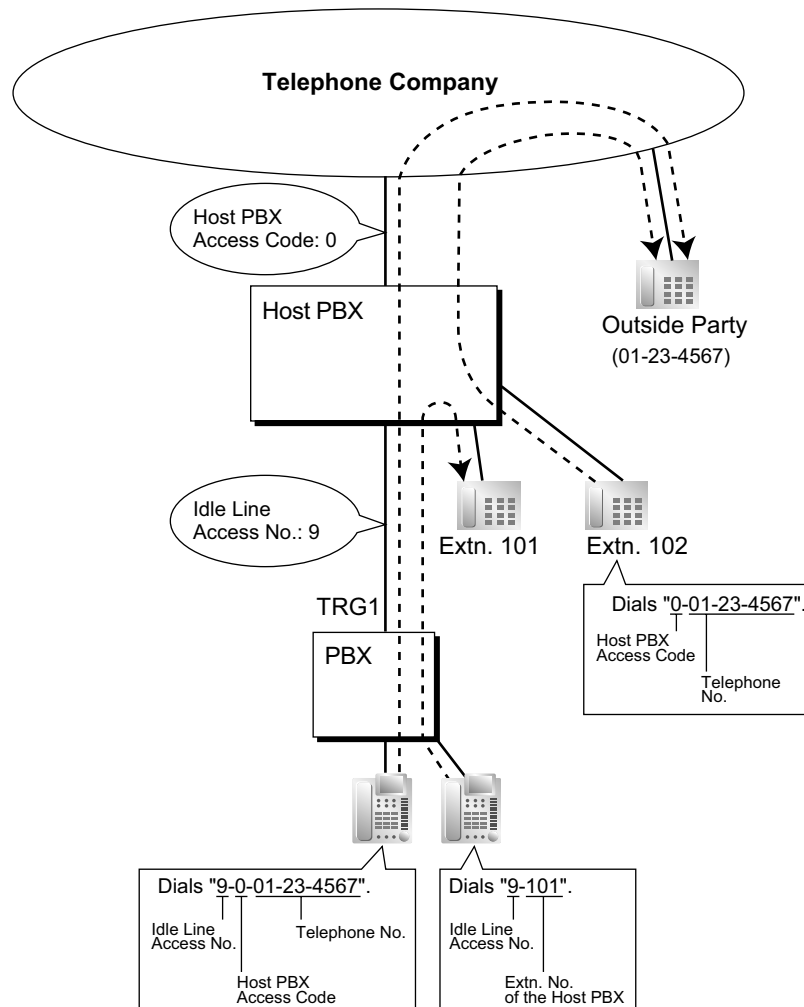 Telephone Company
Host PBX
Access Code: 0
Host PBX
Outside Party
(01-23-4567)
Idle Line
Access No.: 9
Extn. 101
Extn. 102
Dials "0-01-23-4567".
Host PBX
Access Code
Telephone
No.
TRG1
PBX
Dials "9-0-01-23-4567".
Idle Line
Access No.
Telephone No.
Host PBX
Access Code
Dials "9-101".
Idle Line
Access No.
Extn. No.
of the Host PBX